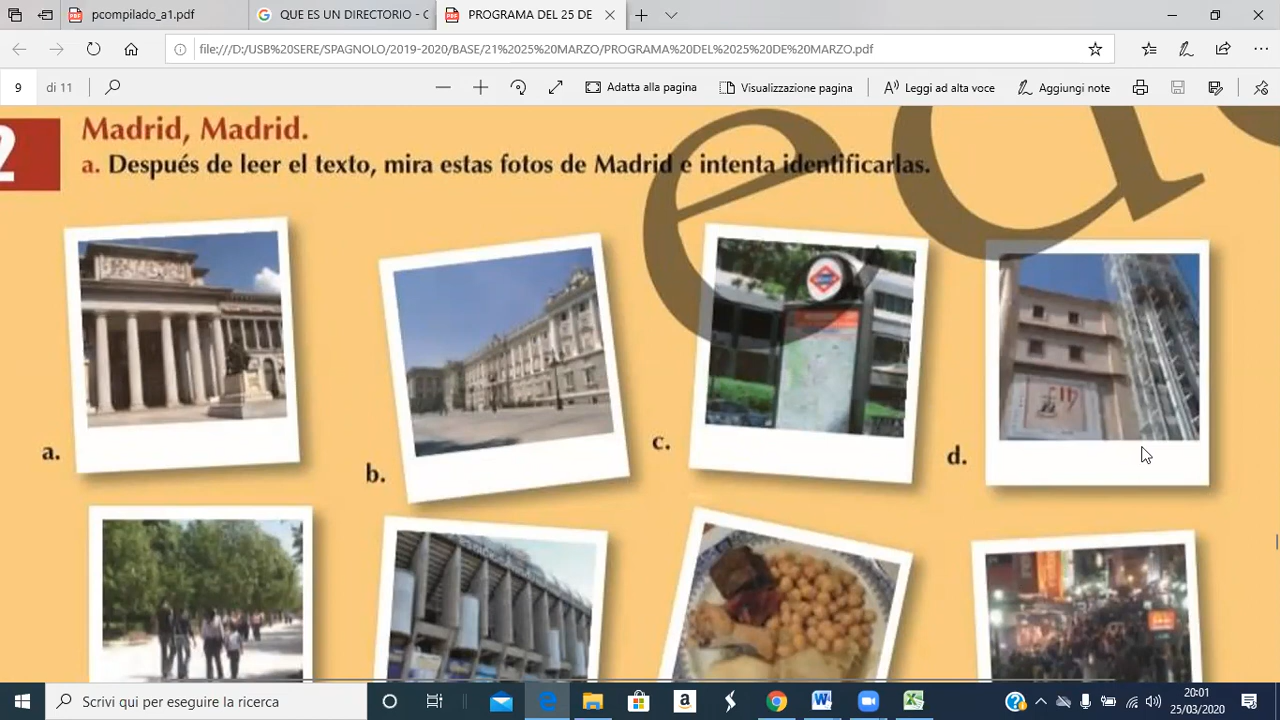 pcompilado_a1.pdf
QUE ES UN DIRECTORIO - C
PROGRAMA DEL 25 DE
file:///D:/USB%20SERE/SPAGNOLO/2019-2020/BASE/21%2025%20MARZO/PROGRAMA%20DEL%2025%20DE%20MARZO.pdf
9 di 11
Adatta alla pagina
Visualizzazione pagina
Leggi ad alta voce
Aggiungi note
2
Madrid, Madrid.
a. Después de leer el texto, mira estas fotos de Madrid e intenta identificarlas.
a.
b.
c.
d.
Scrivi qui per eseguire la ricerca
20:01
25/03/2020